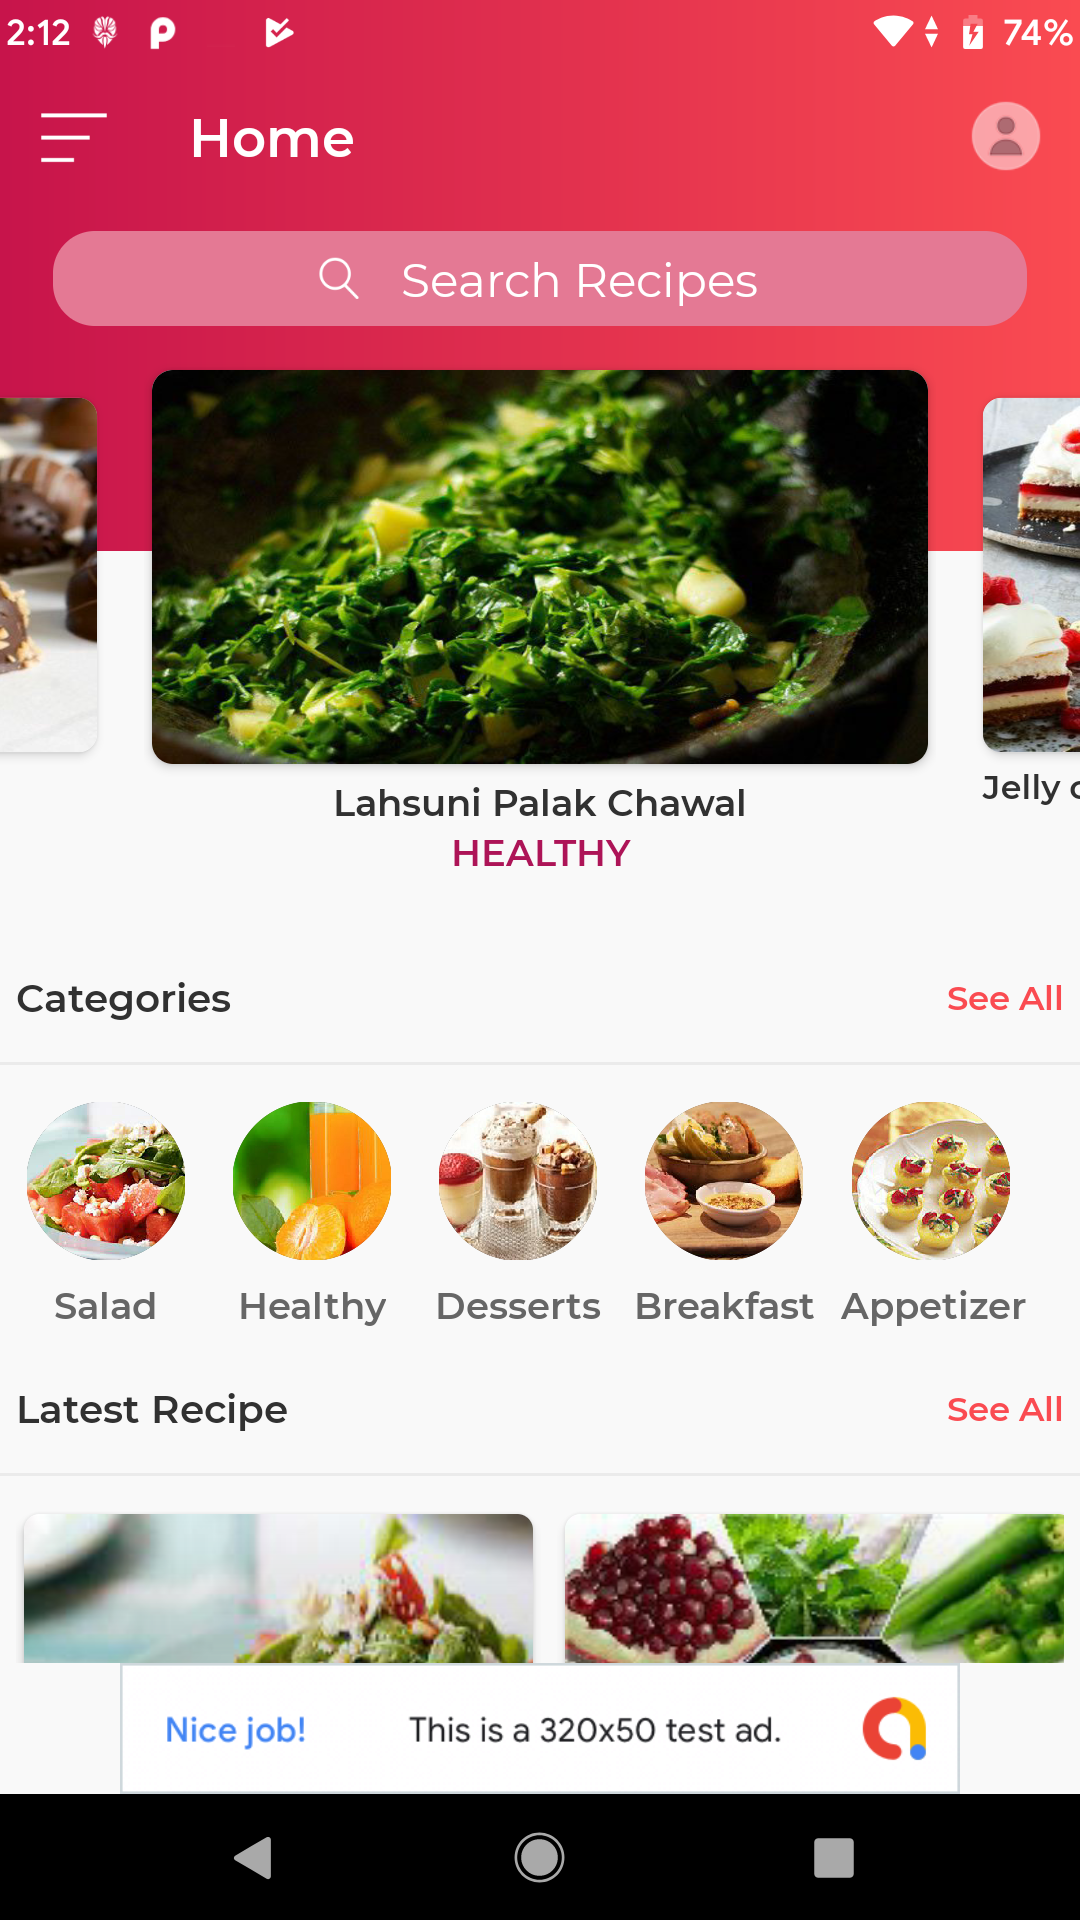 2:12
74%
Home
Search Recipes
Lahsuni Palak Chawal
HEALTHY
Jelly
Categories
See All
Salad
Healthy
Desserts
Breakfast
Appetizer
Latest Recipe
See All
Nice job!
This is a 320x50 test ad.